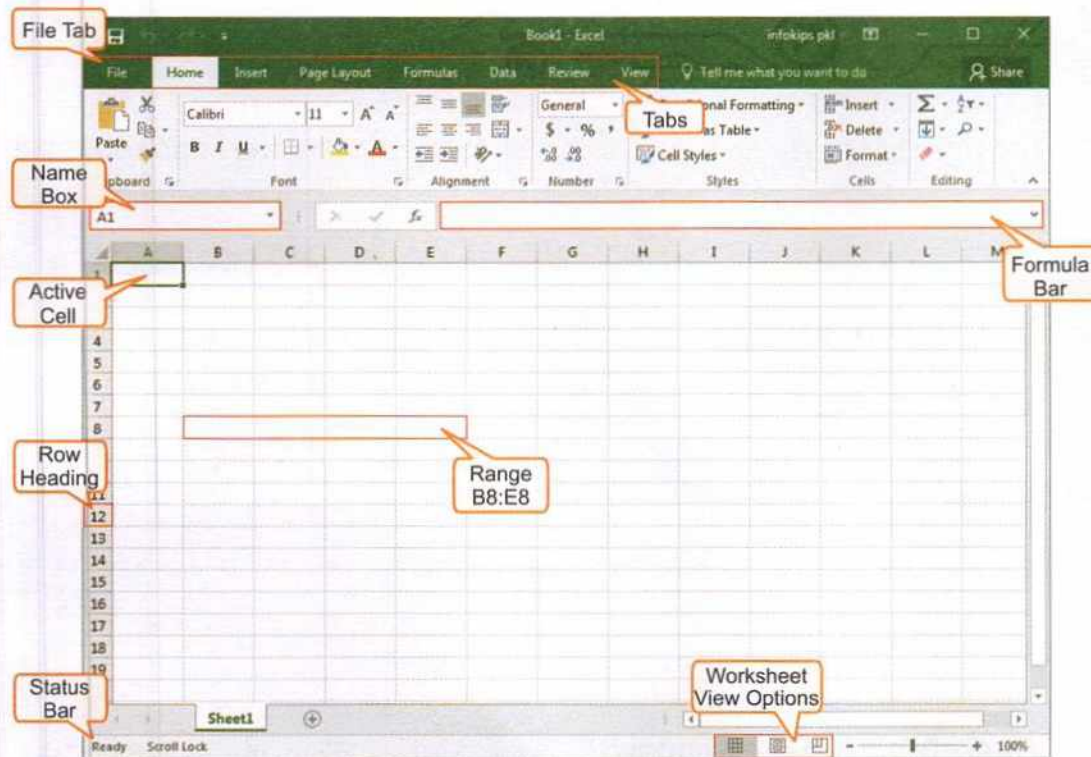 File Tab
Book1 - Excel
infokips pkl
File Home Insert Page Layout Formulas Data Review View Tell me what you want to do Share
Tabs
Calibri 11 General
onal Formatting Insert
$ % as Table Delete
Paste
B I U Cell Styles Format
pboard Font Alignment Number Styles Cells Editing
Name
Box
A1 fx
Formula
Bar
A B C D E F G H I J K L M
Active
Cell
4
5
6
7
8
Row
Heading
Range
B8:E8
11
12
13
14
15
16
17
18
19
Status
Bar
Worksheet
View Options
Sheet1
Ready Scroll Lock 100%